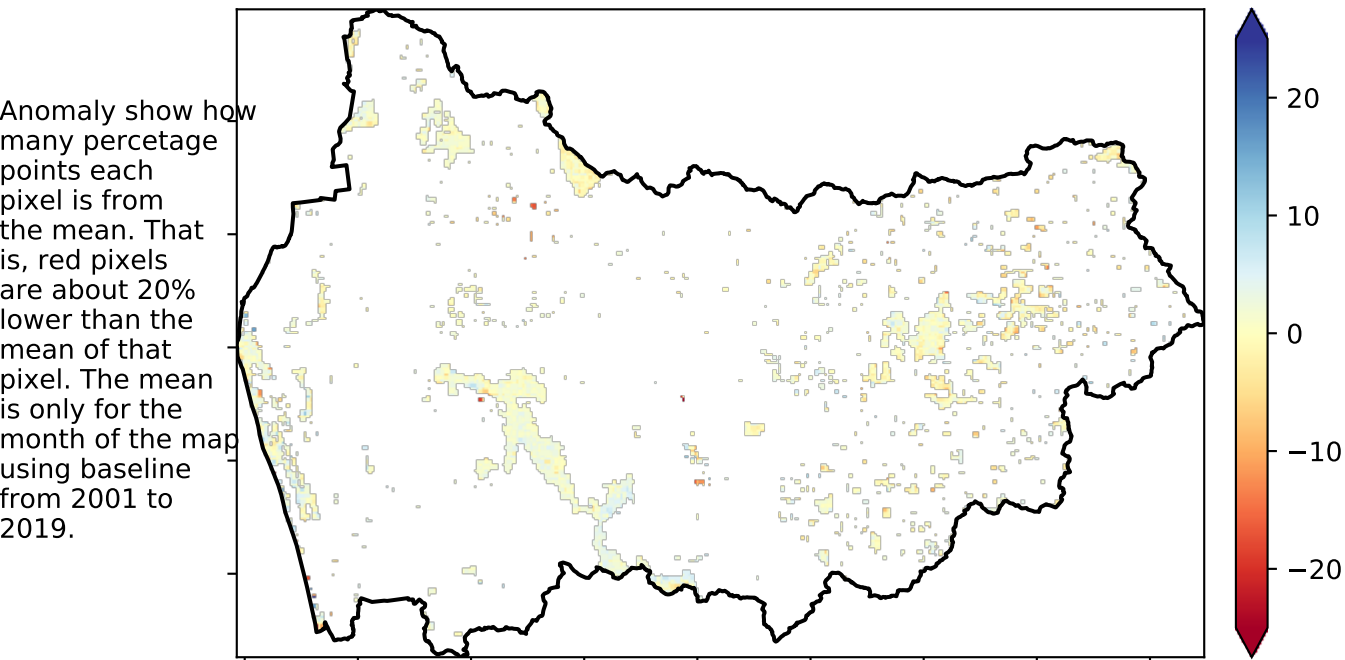 Anomaly show how
many percetage
points each
pixel is from
the mean. That
is, red pixels
are about 20%
lower than the
mean of that
pixel. The mean
is only for the
month of the map
using baseline
from 2001 to
2019.
20
10
0
−10
−20